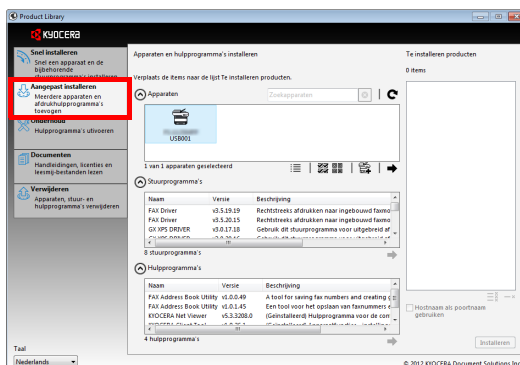 Product Library
KYOCERA
Snel installeren
Snel een apparaat en de
bijbehorende
stuurprogramma's installeren
Aangepast installeren
Meerdere apparaten en
afdrukhulpprogramma's
toevoegen
Onderhoud
Hulpprogramma's uitvoeren
Documenten
Handleidingen, licenties en
leesmij-bestanden lezen
Verwijderen
Apparaten, stuur- en
hulpprogramma's verwijderen
Taal
Nederlands
Apparaten en hulpprogramma's installeren
Verplaats de items naar de lijst Te installeren producten.
Apparaten
Zoekapparaten
USB001
1 van 1 apparaten geselecteerd
Stuurprogramma's
Naam Versie Beschrijving
FAX Driver v3.5.19.19 Rechtstreeks afdrukken naar ingebouwd faxmo
FAX Driver v3.5.20.15 Rechtstreeks afdrukken naar ingebouwd faxmo
GX XPS DRIVER v3.0.17.18 Gebruik dit stuurprogramma voor uitgebreid af
8 stuurprogramma's
Hulpprogramma's
Naam Versie Beschrijving
FAX Address Book Utility v1.0.0.49 A tool for saving fax numbers and creating g
FAX Address Book Utility v1.0.1.45 Een tool voor het opslaan van faxnummers e
KYOCERA Net Viewer v5.3.3208.0 (Geïnstalleerd) Hulpprogramma voor de com
4 hulpprogramma's
Te installeren producten
0 items
Hostnaam als poortnaam
gebruiken
Installeren
© 2012 KYOCERA Document Solutions Inc